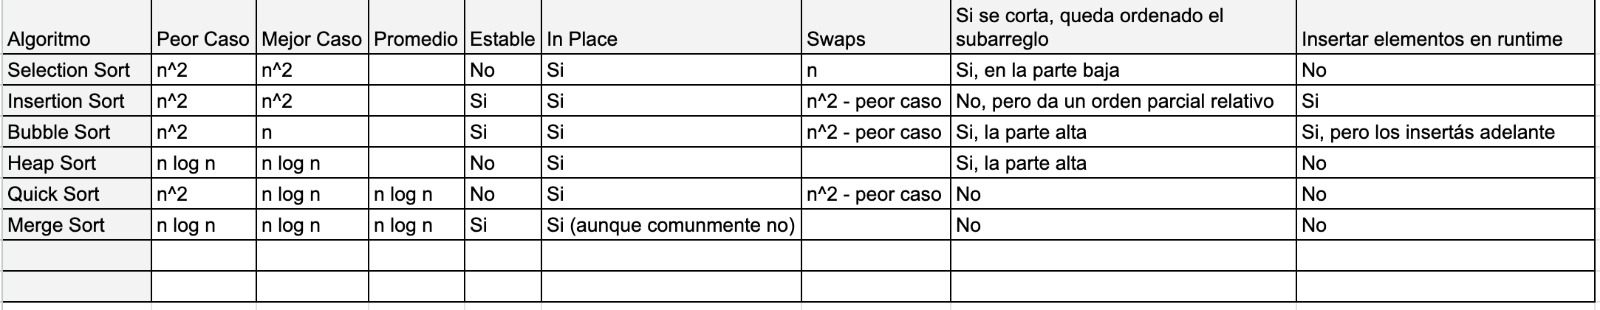 Si se corta, queda ordenado el
Algoritmo Peor Caso Mejor Caso Promedio Estable In Place Swaps subarreglo Insertar elementos en runtime
Selection Sort n^2 n^2 No Si n Si, en la parte baja No
Insertion Sort n^2 n^2 Si Si n^2 - peor caso No, pero da un orden parcial relativo Si
Bubble Sort n^2 n Si Si n^2 - peor caso Si, la parte alta Si, pero los insertás adelante
Heap Sort n log n n log n No Si Si, la parte alta No
Quick Sort n^2 n log n n log n No Si n^2 - peor caso No No
Merge Sort n log n n log n n log n Si Si (aunque comunmente no) No No